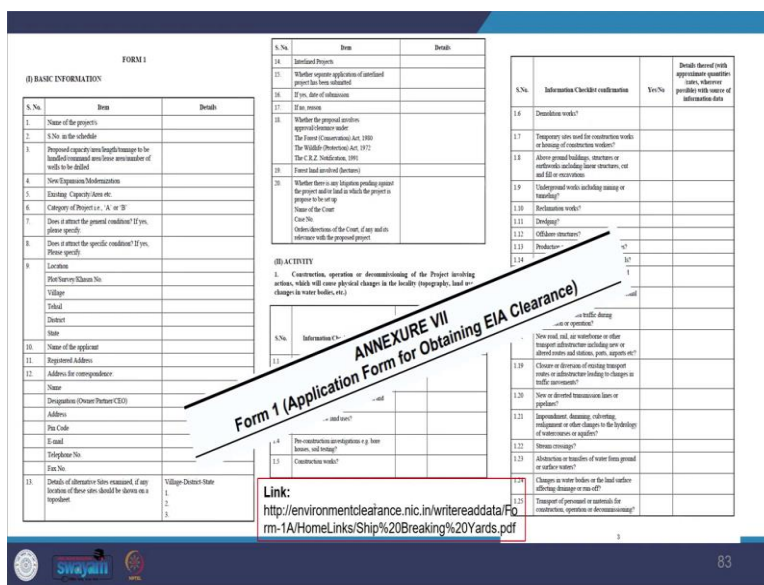 FORM 1
(I) BASIC INFORMATION
S. No. Item Details
1. Name of the project/s
2. S.No. in the schedule
3. Proposed capacity/area/length/tonnage to be
handled/command area/lease area/number of
wells to be drilled
4. New/Expansion/Modernization
5. Existing Capacity/Area etc.
6. Category of Project i.e., 'A' or 'B'
7. Does it attract the general condition? If yes,
please specify.
8. Does it attract the specific condition? If yes,
Please specify.
9. Location
Plot/Survey/Khasra No.
Village
Tehsil
District
State
10. Name of the applicant
11. Registered Address
12. Address for correspondence:
Name
Designation (Owner/Partner/CEO)
Address
Pin Code
E-mail
Telephone No.
Fax No.
13. Details of alternative Sites examined, if any
location of these sites should be shown on a
toposheet.
Village-District-State
1.
2.
3.
S. No. Item Details
14. Interlined Projects
15. Whether separate application of interlined
project has been submitted
16. If yes, date of submission
17. If no, reason
18. Whether the proposal involves
approval/clearance under:
The Forest (Conservation) Act, 1980
The Wildlife (Protection) Act, 1972
The C.R.Z. Notification, 1991
19. Forest land involved (hectares)
20. Whether there is any litigation pending against
the project and/or land in which the project is
propose to be set up
Name of the Court
Case No.
Orders/directions of the Court, if any and its
relevance with the proposed project.
(II) ACTIVITY
1. Construction, operation or decommissioning of the Project involving
actions, which will cause physical changes in the locality (topography, land use,
changes in water bodies, etc.)
S.No. Information
1.1
and
land uses?
1.4 Pre-construction investigations e.g. bore
houses, soil testing?
1.5 Construction works?
S.No. Information Checklist confirmation Yes/No Details thereof (with
approximate quantities
/rates, wherever
possible) with source of
information data
1.6 Demolition works?
1.7 Temporary sites used for construction works
or housing of construction workers?
1.8 Above ground buildings, structures or
earthworks including linear structures, cut
and fill or excavations
1.9 Underground works including mining or
tunneling?
1.10 Reclamation works?
1.11 Dredging?
1.12 Offshore structures?
1.13
1.14
traffic during
or operation?
New road, rail, air waterborne or other
transport infrastructure including new or
altered routes and stations, ports, airports etc?
1.19 Closure or diversion of existing transport
routes or infrastructure leading to changes in
traffic movements?
1.20 New or diverted transmission lines or
pipelines?
1.21 Impoundment, damming, culverting,
realignment or other changes to the hydrology
of watercourses or aquifers?
1.22 Stream crossings?
1.23 Abstraction or transfers of water form ground
or surface waters?
1.24 Changes in water bodies or the land surface
affecting drainage or run-off?
1.25 Transport of personnel or materials for
construction, operation or decommissioning?
3
ANNEXURE VII
Form 1 (Application Form for Obtaining EIA Clearance)
Link:
http://environmentclearance.nic.in/writereaddata/Fo
rm-1A/HomeLinks/Ship%20Breaking%20Yards.pdf
swayam
NPTEL
83